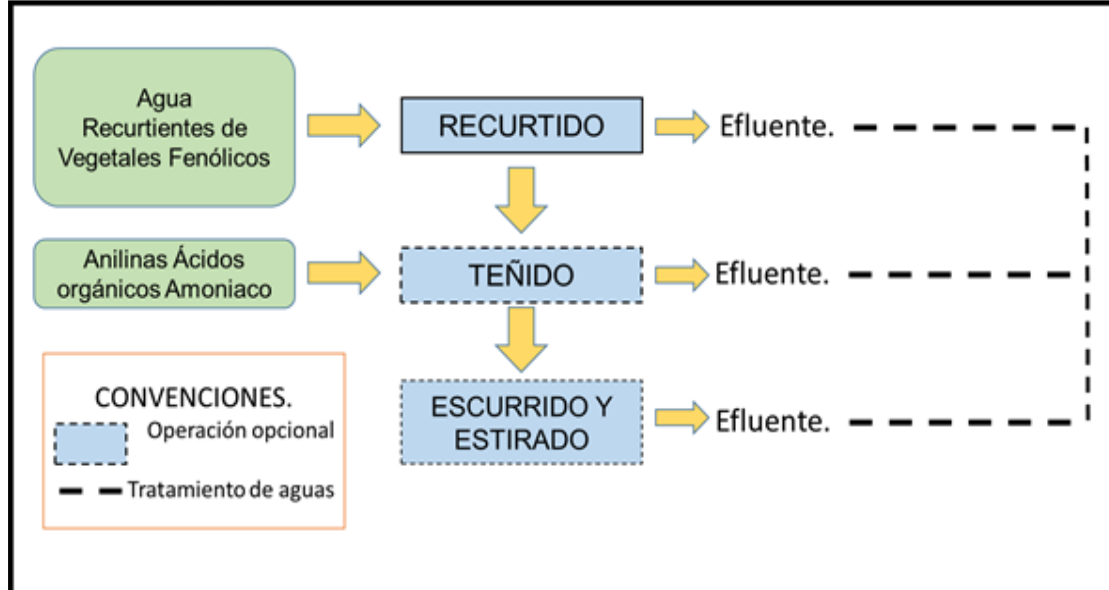 Agua
Recurtientes de
Vegetales Fenólicos
RECURTIDO
Efluente.
Anilinas Ácidos
orgánicos Amoniaco
TEÑIDO
Efluente.
ESCURRIDO Y
ESTIRADO
Efluente.
CONVENCIONES.
Operación opcional
Tratamiento de aguas